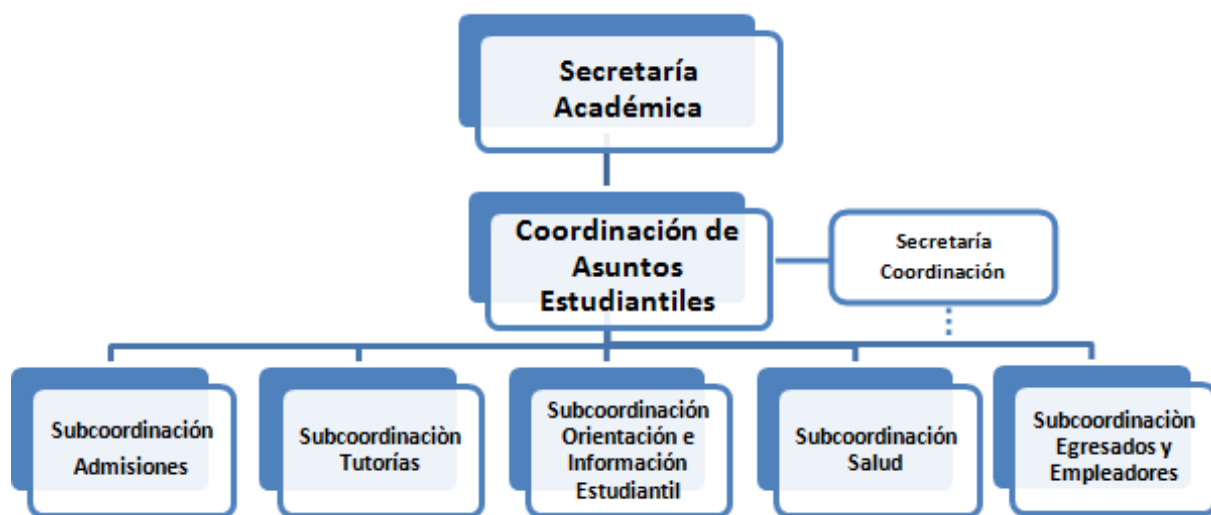 Secretaría
Académica
Coordinación de
Asuntos
Estudiantiles
Secretaría
Coordinación
Subcoordinación
Admisiones
Subcoordinaciòn
Tutorías
Subcoordinación
Orientación e
Información
Estudiantil
Subcoordinación
Salud
Subcoordinaciòn
Egresados y
Empleadores